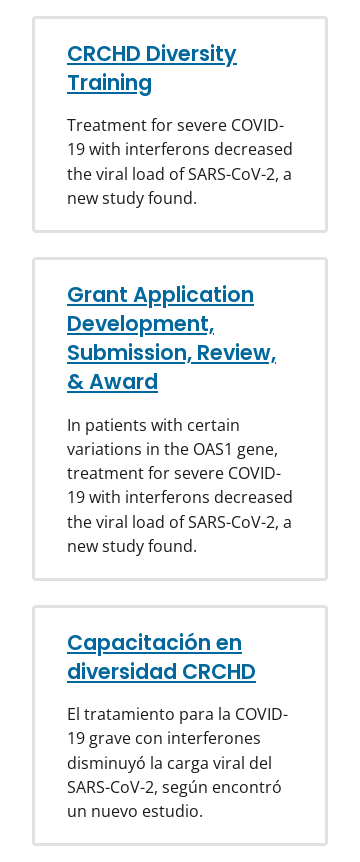 CRCHD Diversity
Training
Treatment for severe COVID-
19 with interferons decreased
the viral load of SARS-CoV-2, a
new study found.
Grant Application
Development,
Submission, Review,
& Award
In patients with certain
variations in the OAS1 gene,
treatment for severe COVID-
19 with interferons decreased
the viral load of SARS-CoV-2, a
new study found.
Capacitación en
diversidad CRCHD
El tratamiento para la COVID-
19 grave con interferones
disminuyó la carga viral del
SARS-CoV-2, según encontró
un nuevo estudio.